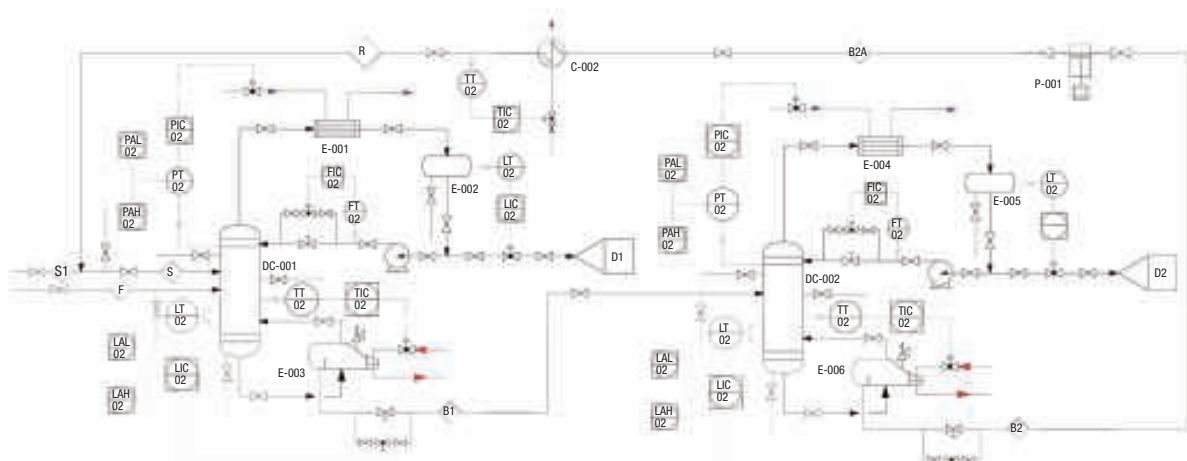 R
C-002
B2A
P-001
TT
02
TIC
02
PIC
02
PAL
02
PT
02
PAH
02
E-001
E-002
LT
02
FIC
02
FT
02
LIC
02
S1
S
F
DC-001
TT
02
TIC
02
LT
02
LAL
02
LIC
02
LAH
02
E-003
B1
D1
PIC
02
PAL
02
PT
02
PAH
02
E-004
E-005
LT
02
FIC
02
FT
02
DC-002
TT
02
TIC
02
LT
02
LAL
02
LIC
02
LAH
02
E-006
B2
D2